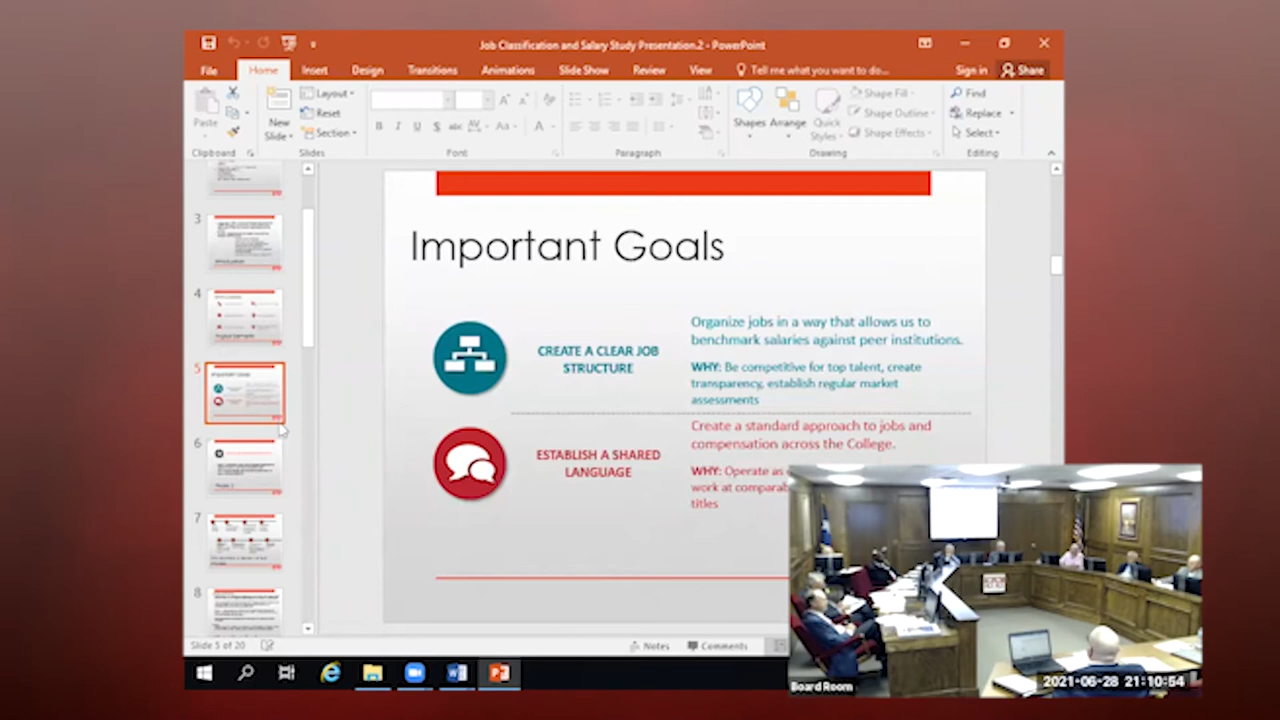 Job Classification and Salary Study Presentation.2 - PowerPoint
File Home Insert Design Transitions Animations Slide Show Review View Tell me what you want to do... Sign in Share
Paste
New
Slide
Layout
Reset
Section
Shapes Arrange Quick
Styles
Shape Fill
Shape Outline
Shape Effects
Find
Replace
Select
Clipboard Slides Font Paragraph Drawing Editing
3
4
5
6
7
8
Important Goals
CREATE A CLEAR JOB
STRUCTURE
Organize jobs in a way that allows us to
benchmark salaries against peer institutions.
WHY: Be competitive for top talent, create
transparency, establish regular market
assessments
ESTABLISH A SHARED
LANGUAGE
Create a standard approach to jobs and
compensation across the College.
WHY: Operate as
work at
titles
Slide 5 of 20
Notes Comments
Board Room
2021-06-28 21:10:54